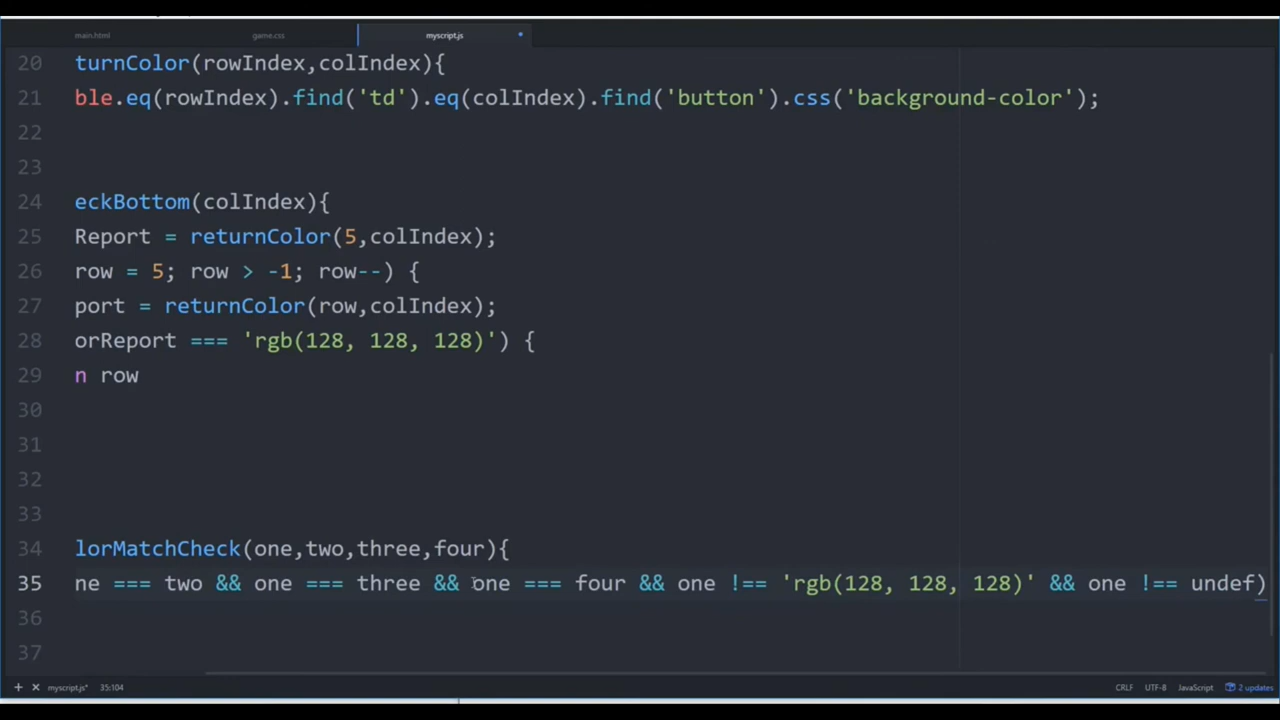 main.html game.css myscript.js
20 turnColor(rowIndex,colIndex){
21 ble.eq(rowIndex).find('td').eq(colIndex).find('button').css('background-color');
22
23
24 eckBottom(colIndex){
25 Report = returnColor(5,colIndex);
26 row = 5; row > -1; row--) {
27 port = returnColor(row,colIndex);
28 orReport === 'rgb(128, 128, 128)') {
29 n row
30
31
32
33
34 lorMatchCheck(one,two,three,four){
35 ne === two && one === three && one === four && one !== 'rgb(128, 128, 128)' && one !== undef)
36
37
myscript.js* 35:104 CRLF UTF-8 JavaScript 2 updates